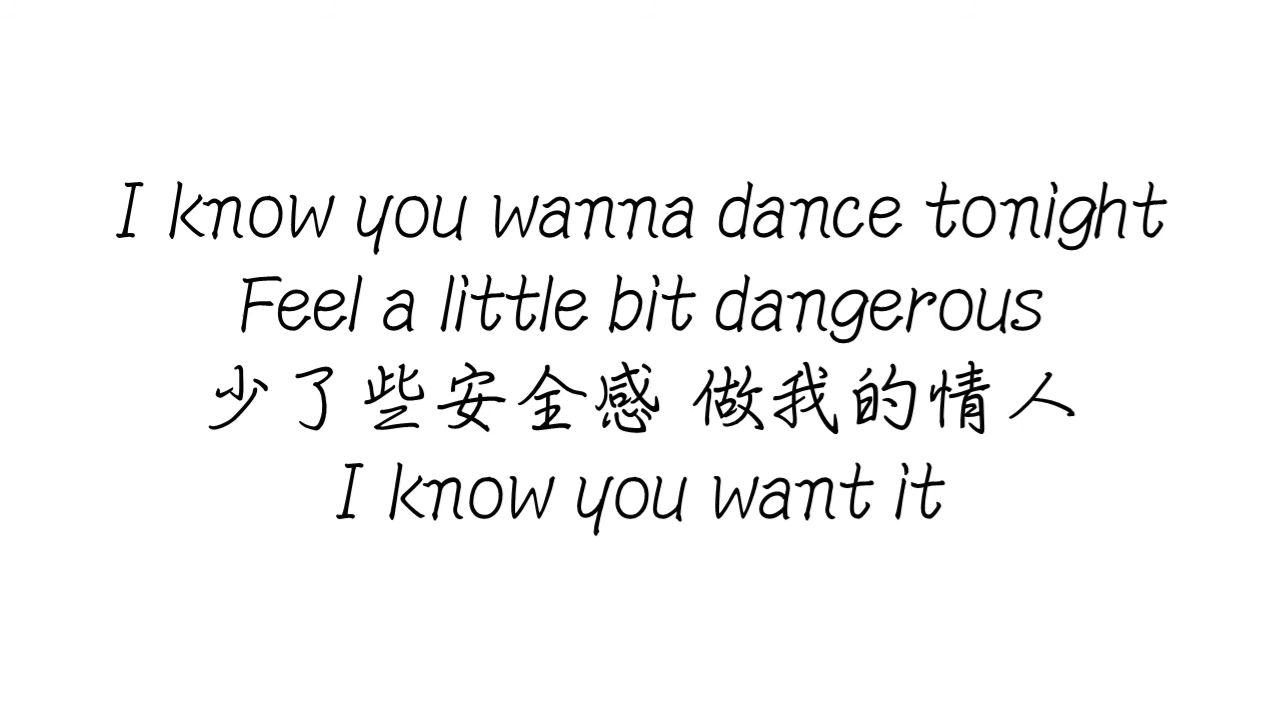 I know you wanna dance tonight
Feel a little bit dangerous
少了些安全感 做我的情人
I know you want it